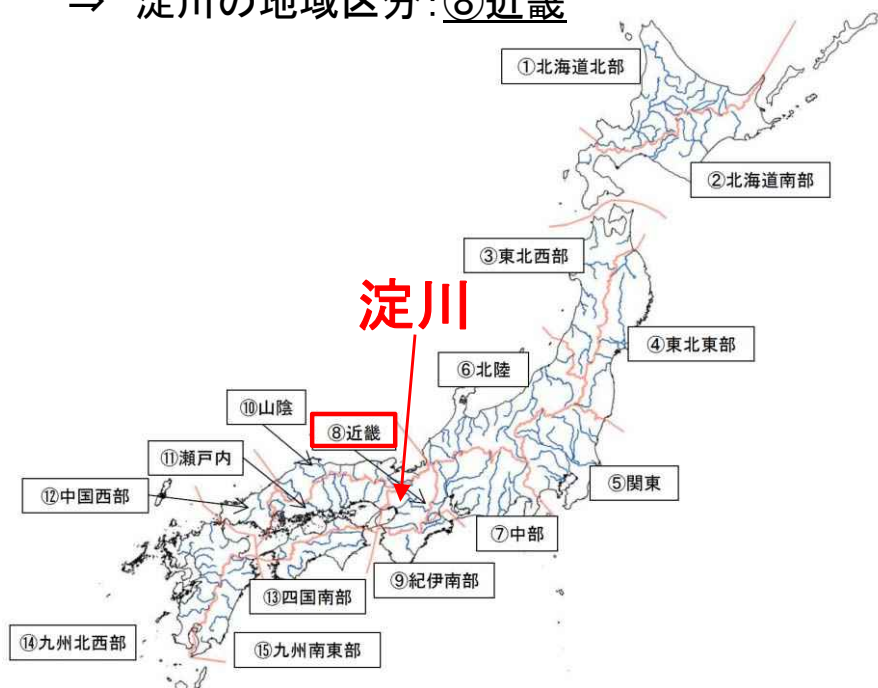 ⇒ 淀川の地域区分:⑧近畿
①北海道北部
②北海道南部
③東北西部
淀川
④東北東部
⑥北陸
⑩山陰
⑧近畿
⑪瀬戸内
⑤関東
⑫中国西部
⑦中部
⑨紀伊南部
⑬四国南部
⑭九州北西部
⑮九州南東部